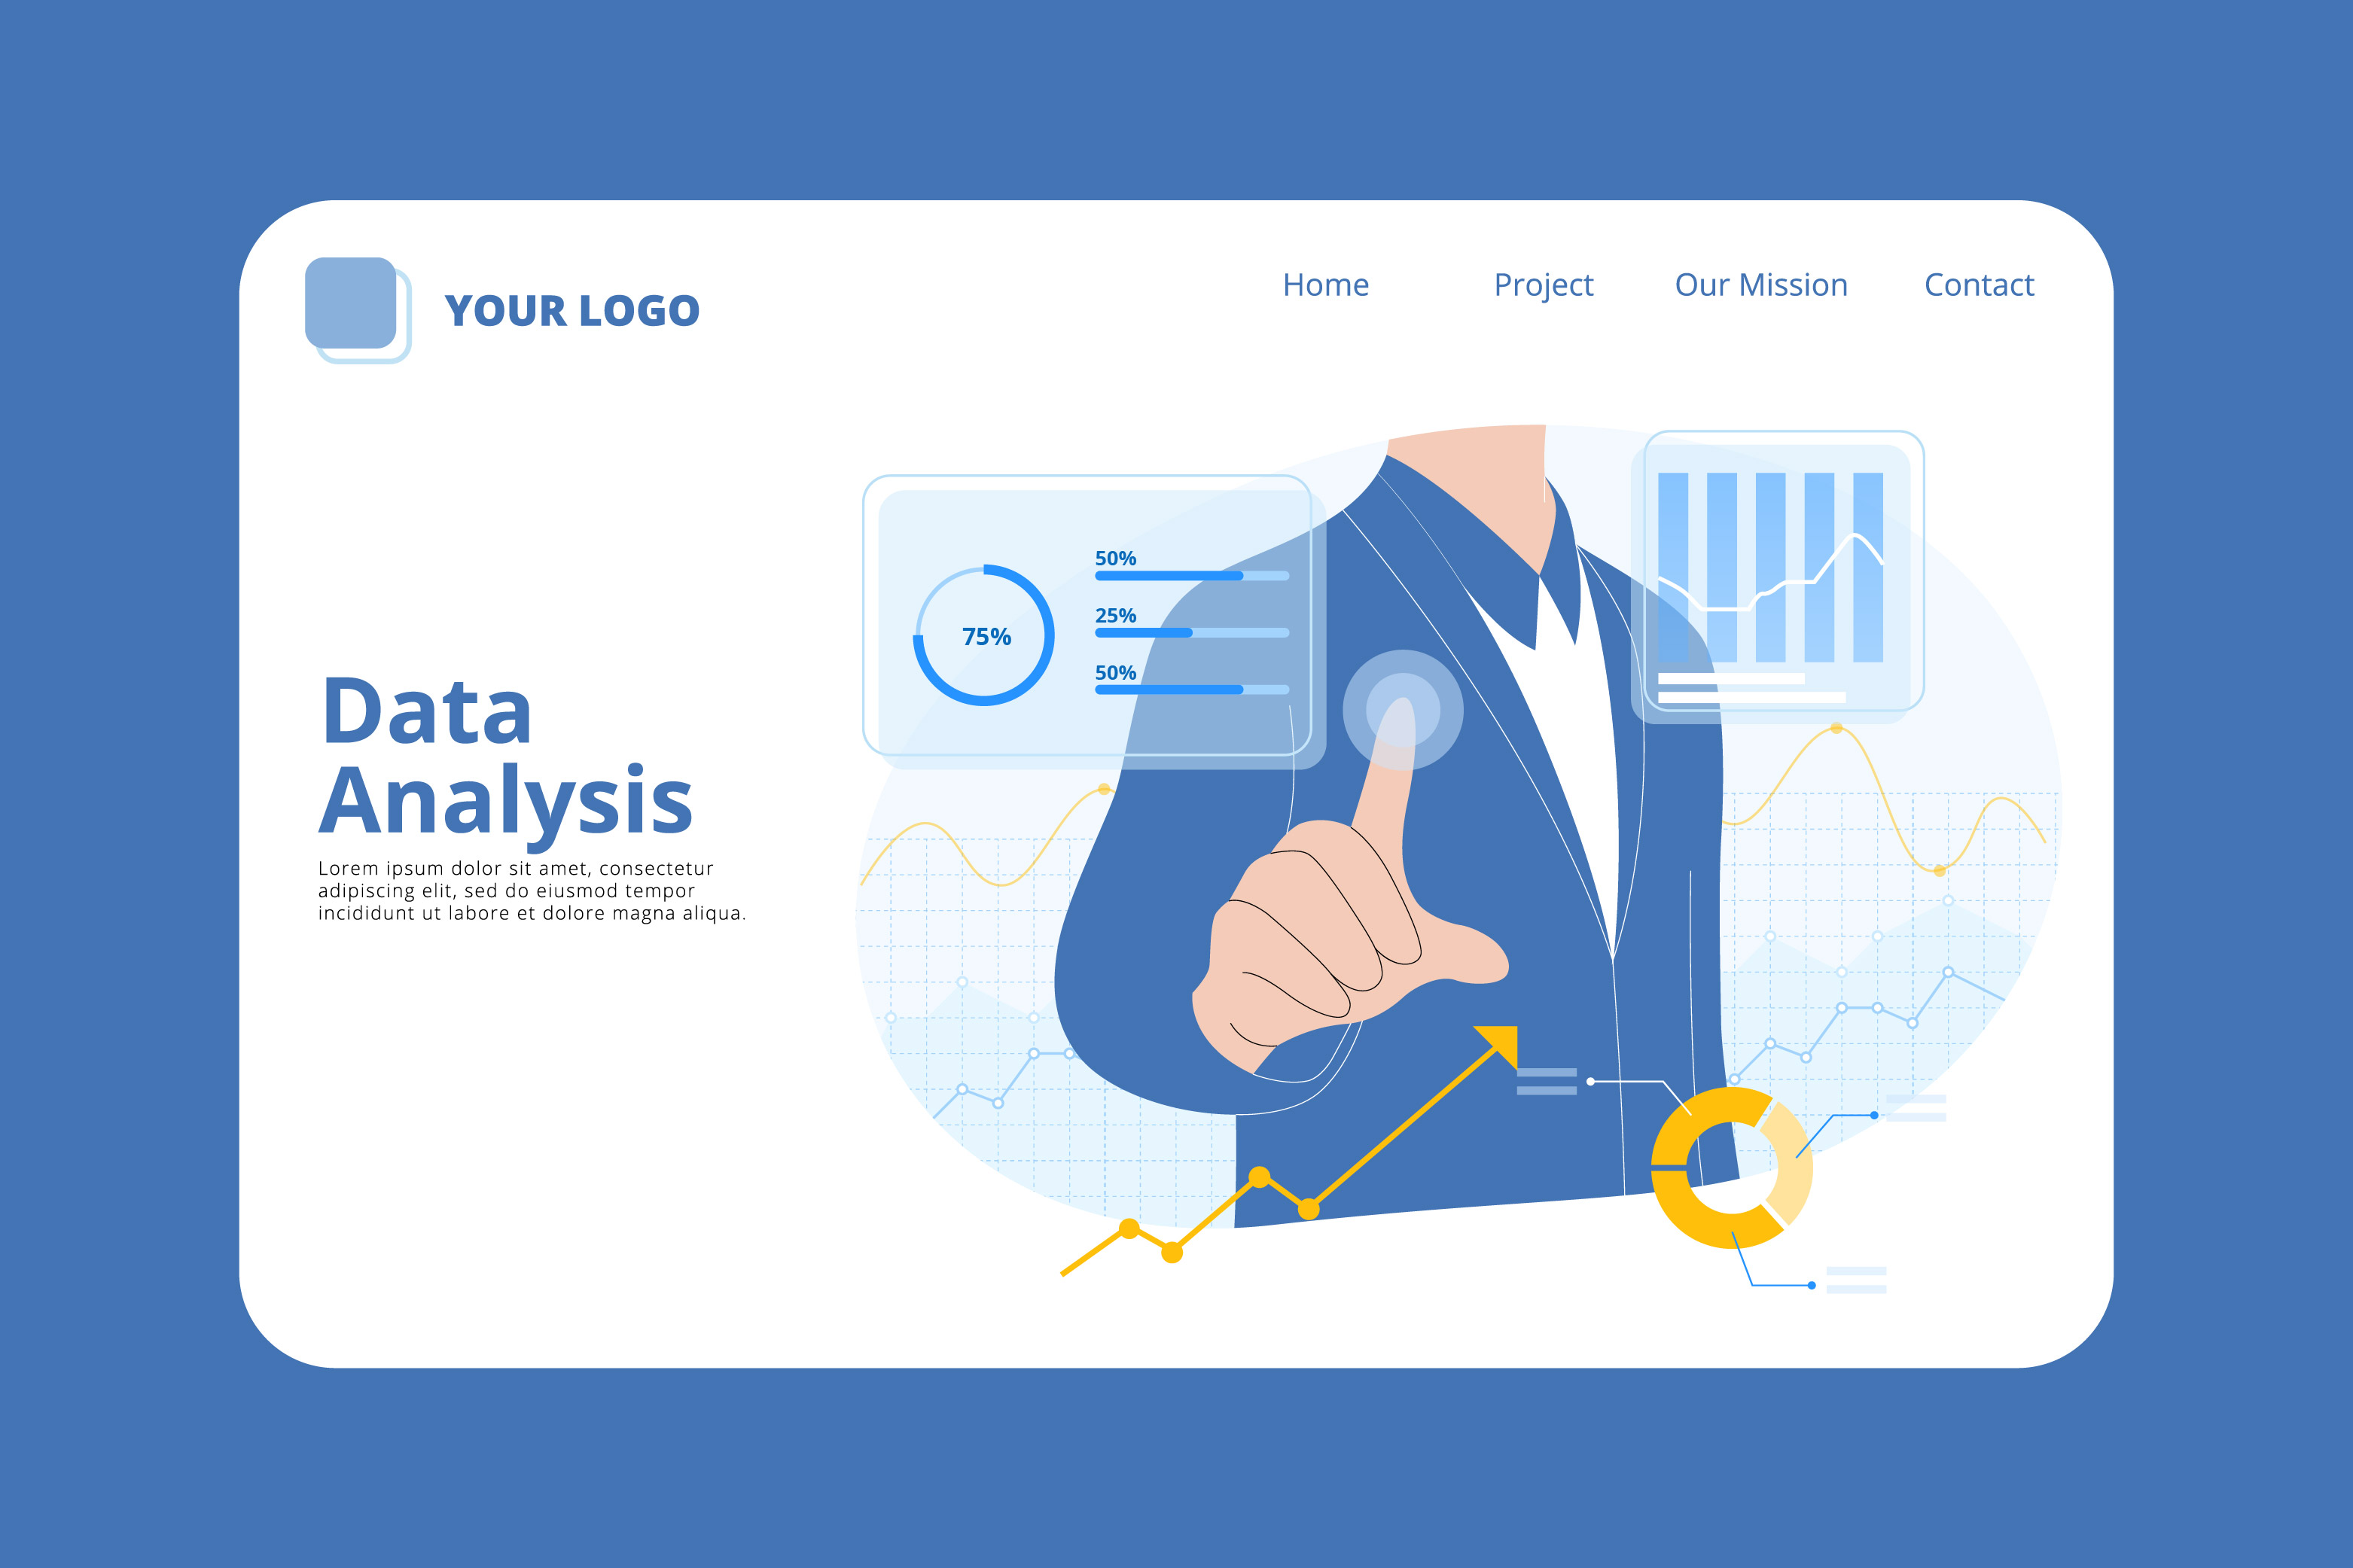 YOUR LOGO
Home Project Our Mission Contact
Data
Analysis
Lorem ipsum dolor sit amet, consectetur
adipiscing elit, sed do eiusmod tempor
incididunt ut labore et dolore magna aliqua.
75%
50%
25%
50%